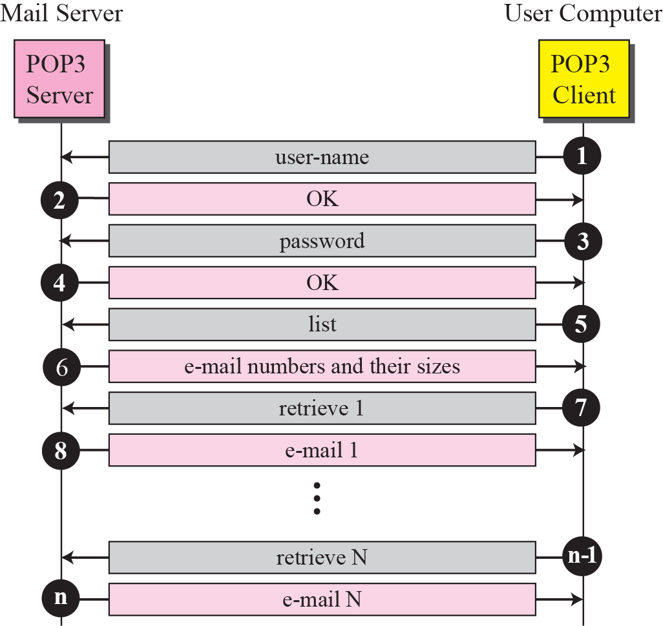 Mail Server
User Computer
POP3
Server
POP3
Client
user-name
1
2
OK
password
3
4
OK
list
5
6
e-mail numbers and their sizes
retrieve 1
7
8
e-mail 1
retrieve N
n-1
n
e-mail N